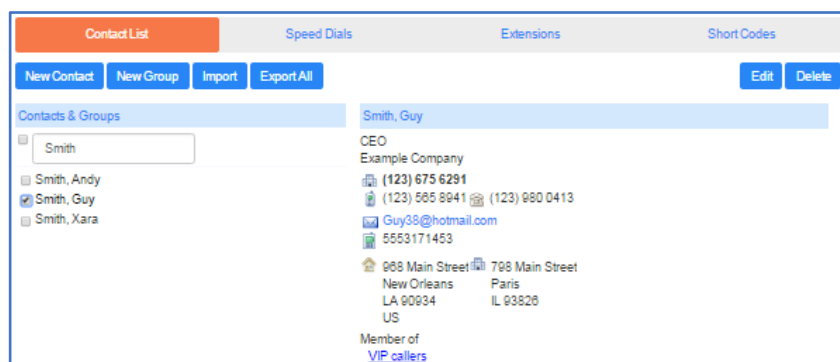 Contact List Speed Dials Extensions Short Codes
New Contact New Group Import Export All Edit Delete
Contacts & Groups
Smith
Smith, Andy
Smith, Guy
Smith, Xara
Smith, Guy
CEO
Example Company
(123) 675 6291
(123) 565 8941 (123) 980 0413
Guy38@hotmail.com
5553171453
968 Main Street
New Orleans
LA 90934
US
798 Main Street
Paris
IL 93826
Member of
VIP callers